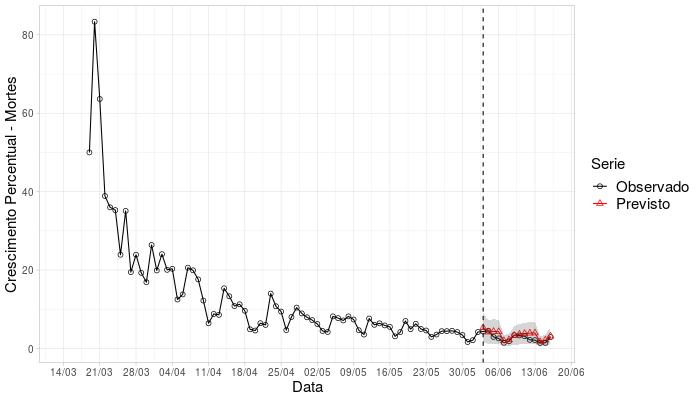 Crescimento Percentual - Mortes
80
60
40
20
0
14/03 21/03 28/03 04/04 11/04 18/04 25/04 02/05 09/05 16/05 23/05 30/05 06/06 13/06 20/06
Data
Serie
Observado
Previsto